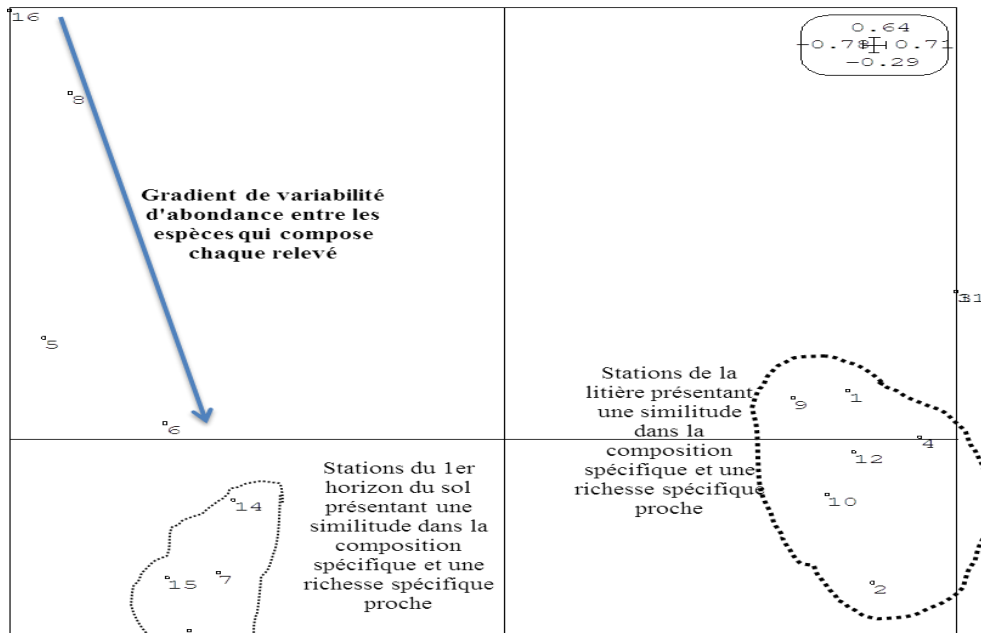 16
0.64
-0.78 0.71
-0.29
8
Gradient de variabilité
d'abondance entre les
espèces qui compose
chaque relevé
5
6
Stations de la
litière présentant
une similitude
dans la
composition
spécifique et une
richesse spécifique
proche
9
1
4
12
10
2
Stations du 1er
horizon du sol
présentant une
similitude dans la
composition
spécifique et une
richesse spécifique
proche
14
15
7